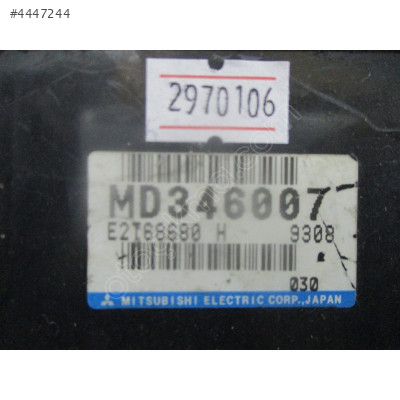 #4447244
2970106
MD346007
E2T68680 H 9308
030
MITSUBISHI ELECTRIC CORP., JAPAN